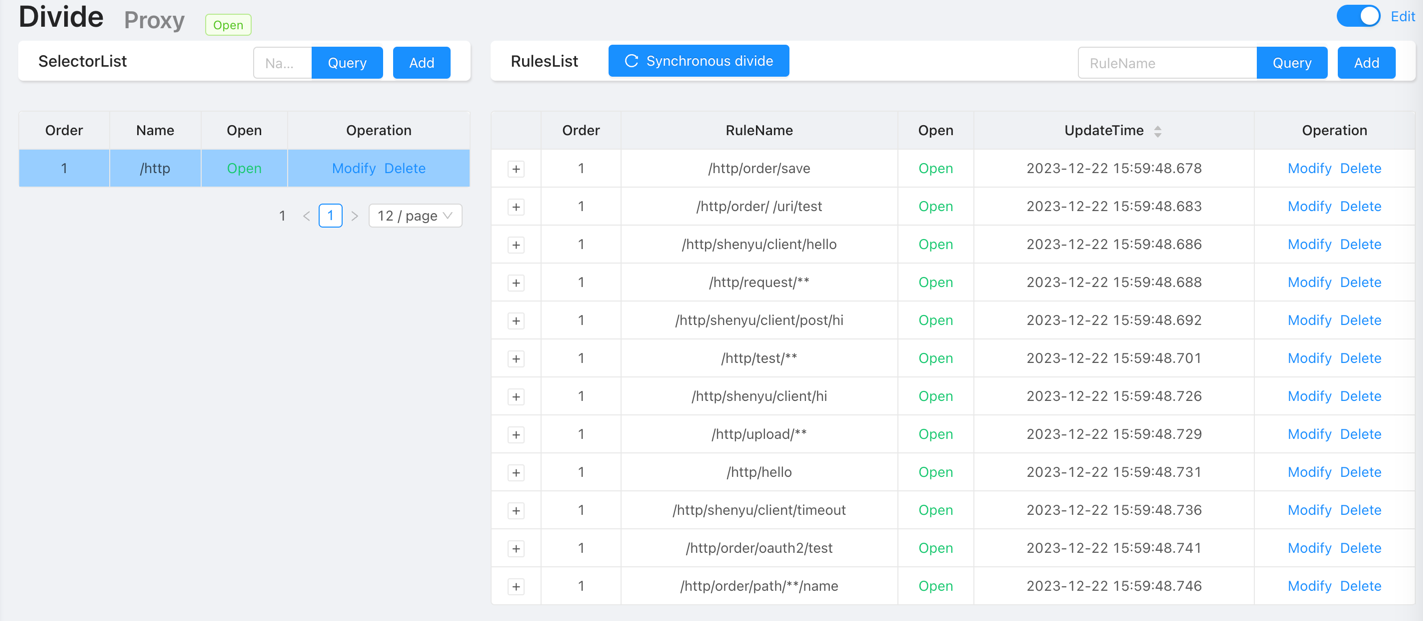 Divide Proxy Open Edit
SelectorList Na... Query Add RulesList Synchronous divide RuleName Query Add
Order Name Open Operation
1 /http Open Modify Delete
1 < 1 > 12 / page
Order RuleName Open UpdateTime Operation
+ 1 /http/order/save Open 2023-12-22 15:59:48.678 Modify Delete
+ 1 /http/order/ /uri/test Open 2023-12-22 15:59:48.683 Modify Delete
+ 1 /http/shenyu/client/hello Open 2023-12-22 15:59:48.686 Modify Delete
+ 1 /http/request/** Open 2023-12-22 15:59:48.688 Modify Delete
+ 1 /http/shenyu/client/post/hi Open 2023-12-22 15:59:48.692 Modify Delete
+ 1 /http/test/** Open 2023-12-22 15:59:48.701 Modify Delete
+ 1 /http/shenyu/client/hi Open 2023-12-22 15:59:48.726 Modify Delete
+ 1 /http/upload/** Open 2023-12-22 15:59:48.729 Modify Delete
+ 1 /http/hello Open 2023-12-22 15:59:48.731 Modify Delete
+ 1 /http/shenyu/client/timeout Open 2023-12-22 15:59:48.736 Modify Delete
+ 1 /http/order/oauth2/test Open 2023-12-22 15:59:48.741 Modify Delete
+ 1 /http/order/path/**/name Open 2023-12-22 15:59:48.746 Modify Delete